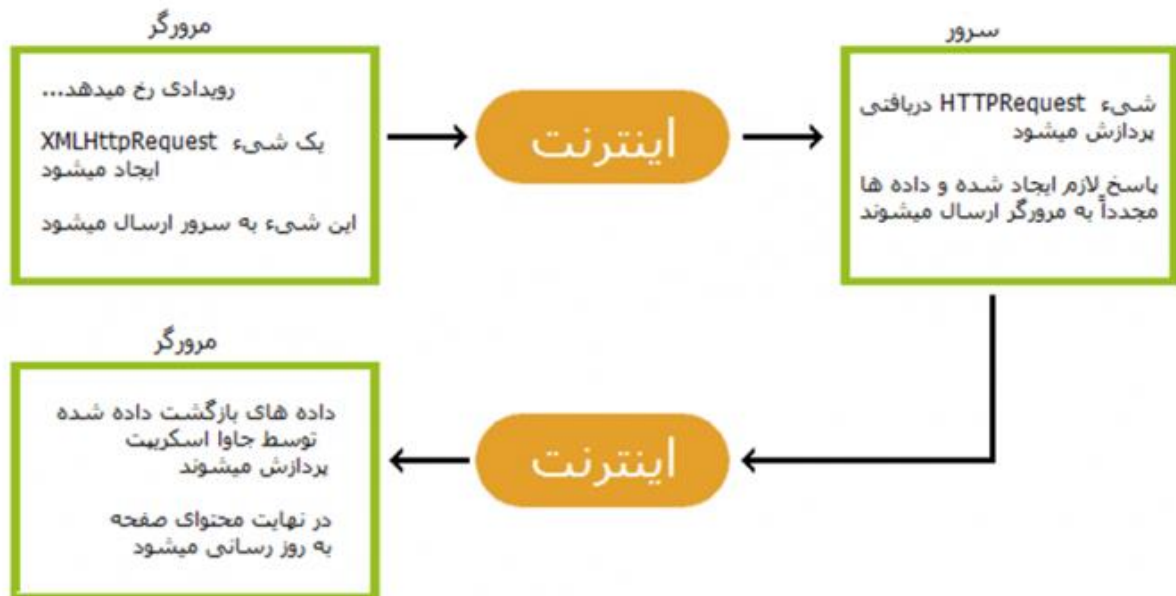 مرورگر
رویدادی رخ میدهد...
یک شیء XMLHttpRequest
ایجاد میشود
این شیء به سرور ارسال میشود
اینترنت
سرور
شیء HTTPRequest دریافتی
پردازش میشود
پاسخ لازم ایجاد شده و داده ها
مجدداً به مرورگر ارسال میشوند
اینترنت
مرورگر
داده های بازگشت داده شده
توسط جاوا اسکریپت
پردازش میشوند
در نهایت محتوای صفحه
به روز رسانی میشود